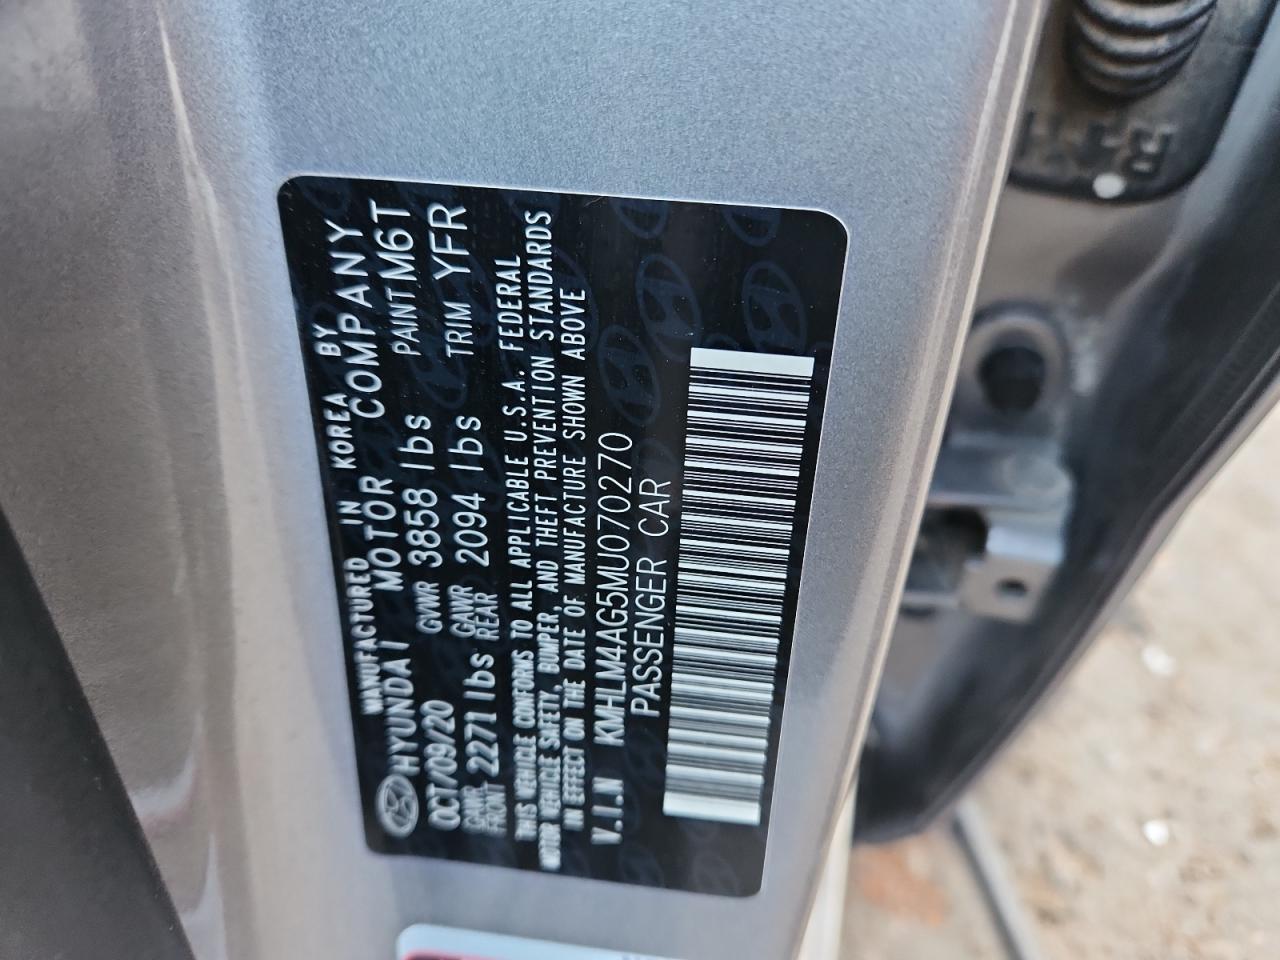 MANUFACTURED IN KOREA BY
HYUNDAI MOTOR COMPANY
OCT/09/20 GVWR 3858 lbs PAINT M6T
GAWR FRONT 2271 lbs GAWR REAR 2094 lbs TRIM YFR
THIS VEHICLE CONFORMS TO ALL APPLICABLE U.S.A. FEDERAL
MOTOR VEHICLE SAFETY, BUMPER, AND THEFT PREVENTION STANDARDS
IN EFFECT ON THE DATE OF MANUFACTURE SHOWN ABOVE
V.I.N KMHLM4AG5MU070270
PASSENGER CAR